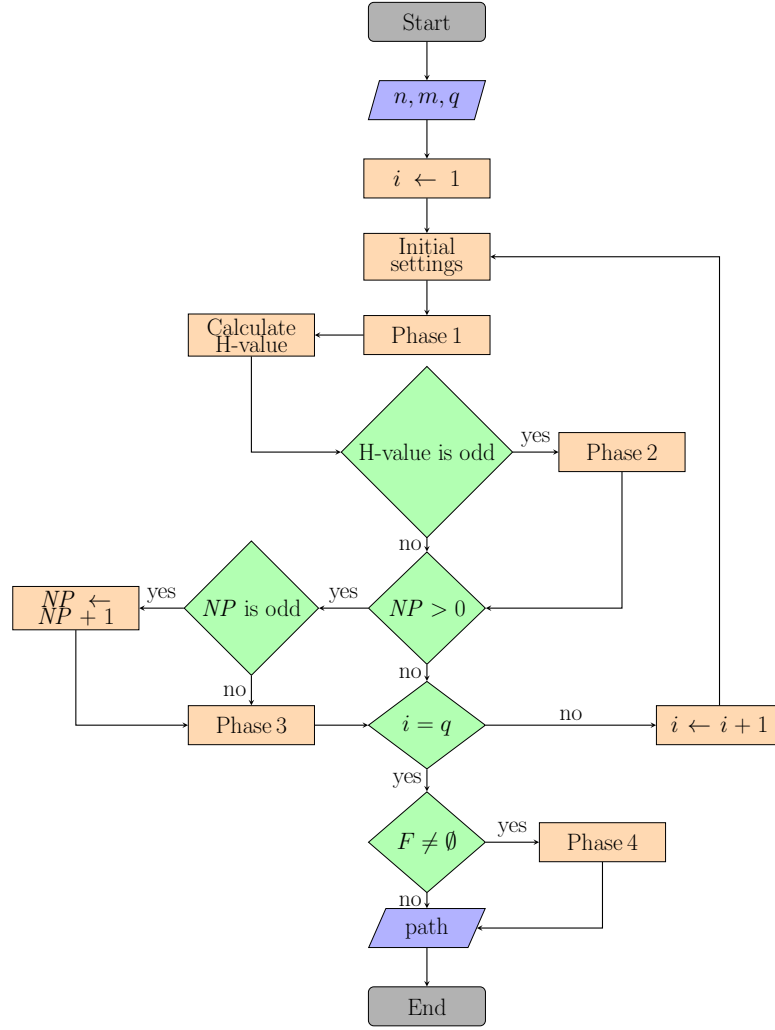 Start
n, m, q
i ← 1
Initial
settings
Calculate
H-value
Phase 1
H-value is odd
yes
Phase 2
no
NP ←
NP + 1
yes
NP is odd
yes
NP > 0
no
no
Phase 3
i = q
no
i ← i + 1
yes
F ≠ ∅
yes
Phase 4
no
path
End